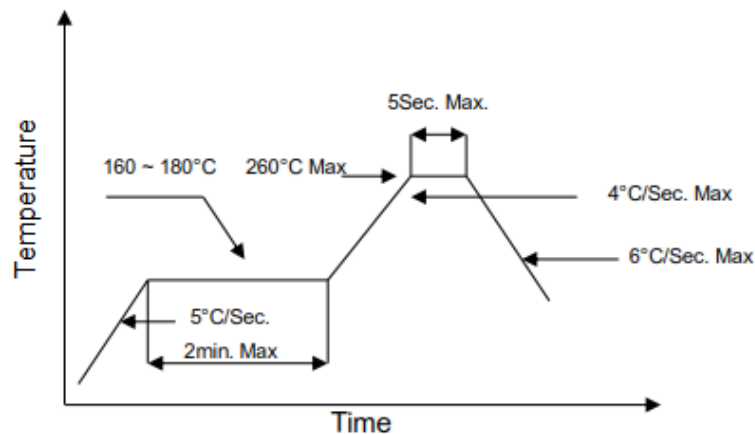 5Sec. Max.
160 ~ 180°C 260°C Max
4°C/Sec. Max
6°C/Sec. Max
5°C/Sec.
2min. Max
Temperature
Time